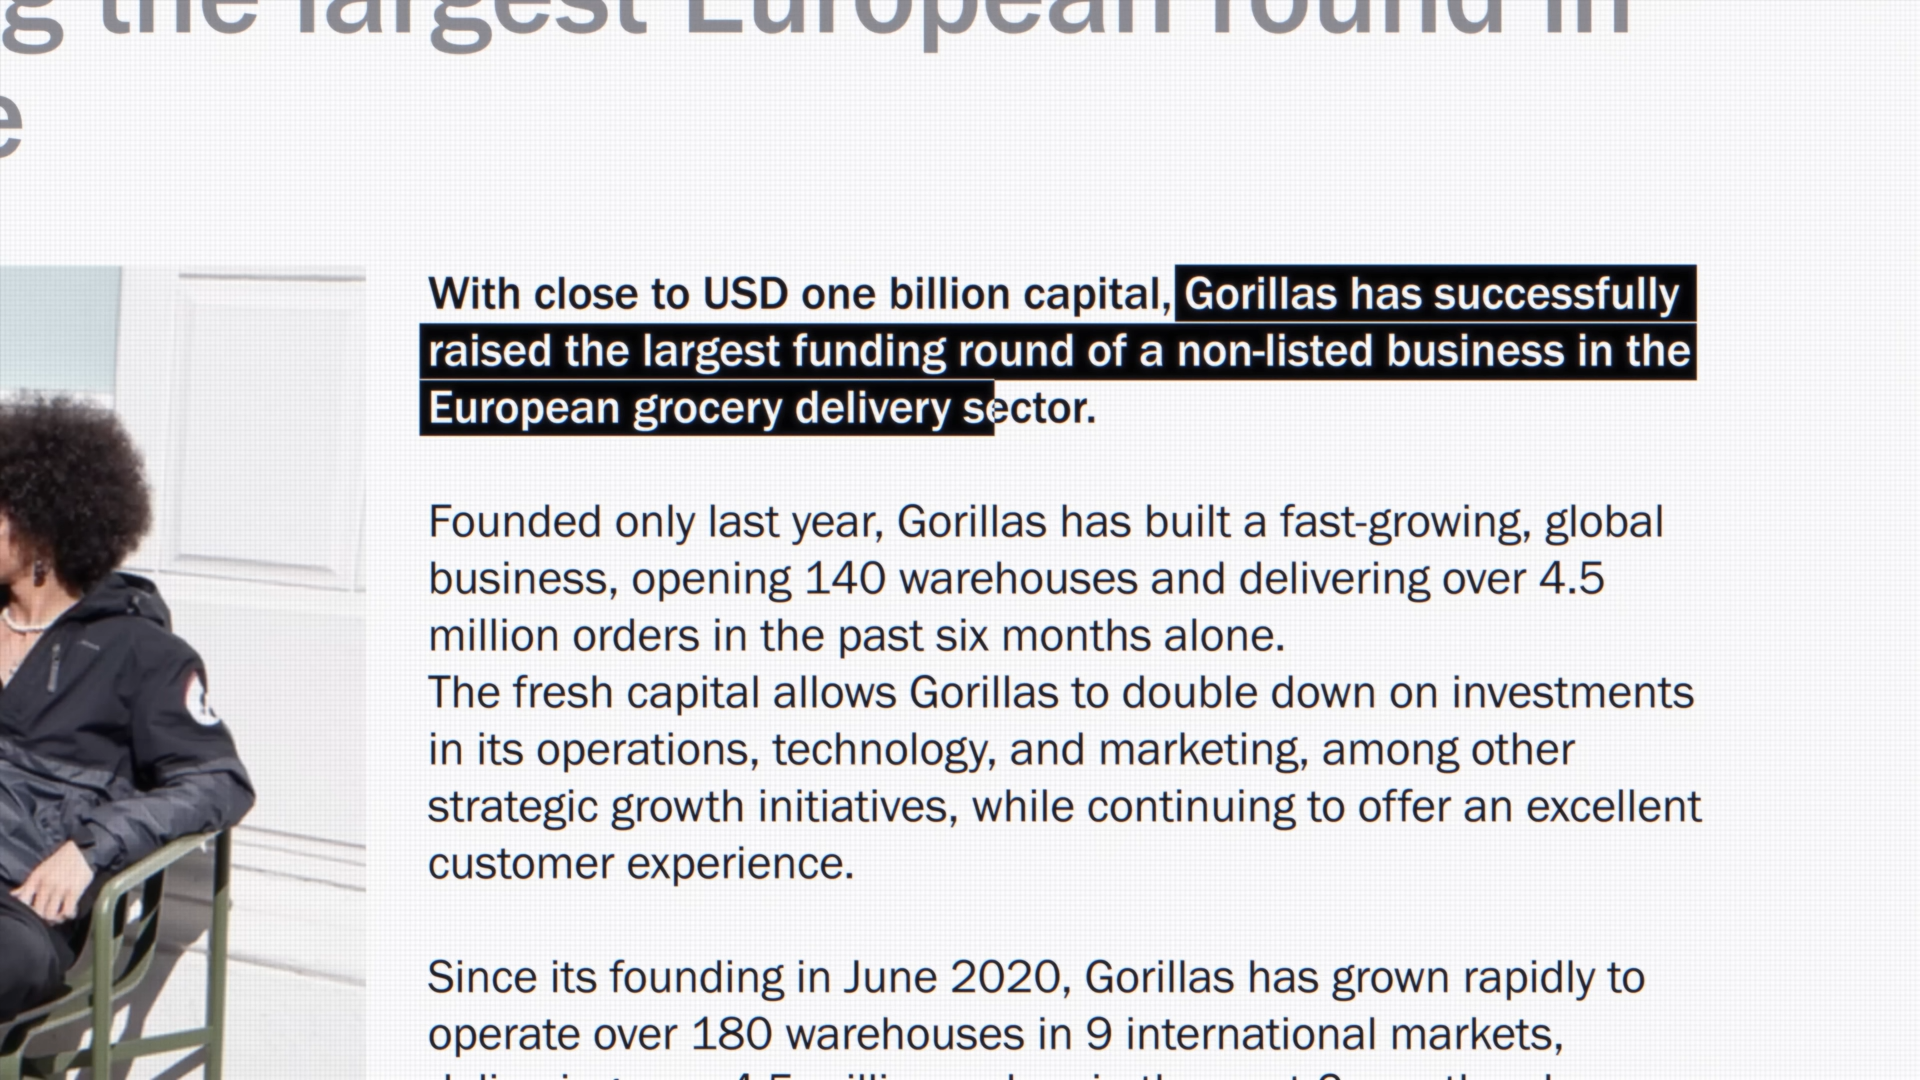 g the largest European round in
e
With close to USD one billion capital, Gorillas has successfully
raised the largest funding round of a non-listed business in the
European grocery delivery sector.
Founded only last year, Gorillas has built a fast-growing, global
business, opening 140 warehouses and delivering over 4.5
million orders in the past six months alone.
The fresh capital allows Gorillas to double down on investments
in its operations, technology, and marketing, among other
strategic growth initiatives, while continuing to offer an excellent
customer experience.
Since its founding in June 2020, Gorillas has grown rapidly to
operate over 180 warehouses in 9 international markets,